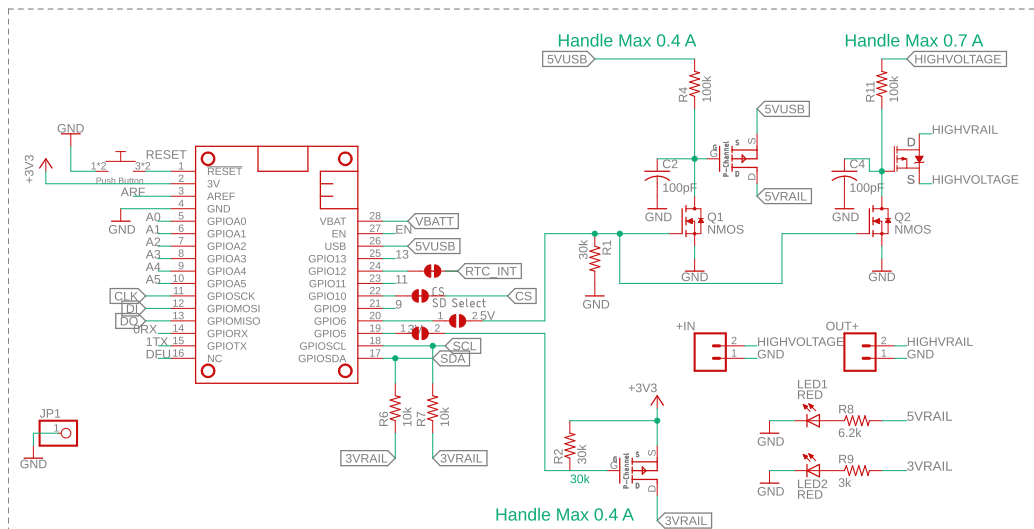 Handle Max 0.4 A
Handle Max 0.7 A
5VUSB
HIGHVOLTAGE
R4
100k
R11
100k
5VUSB
GND
HIGHVRAIL
D
+3V3
RESET
1*2
3*2
Push Button
1
RESET
2
3V
ARF
3
AREF
4
GND
GND
A0
5
GPIOA0
A1
6
GPIOA1
A2
7
GPIOA2
A3
8
GPIOA3
A4
9
GPIOA4
A5
10
GPIOA5
CLK
11
GPIOSCK
DI
12
GPIOMOSI
DO
13
GPIOMISO
0RX
14
GPIORX
1TX
15
GPIOTX
DFU
16
NC
VBAT
28
VBATT
EN
27
EN
USB
26
5VUSB
GPIO13
25
13
GPIO12
24
RTC_INT
GPIO11
23
11
GPIO10
22
CS
CS
GPIO9
21
9
SD Select
GPIO6
20
1
2
5V
GPIO5
19
1
3V
2
GPIOSCL
18
SCL
GPIOSDA
17
SDA
C2
100pF
GND
G
P-Channel
S
D
S
D
5VRAIL
Q1
NMOS
GND
R1
30k
GND
C4
100pF
GND
S
HIGHVOLTAGE
Q2
NMOS
GND
+IN
2
HIGHVOLTAGE
1
GND
OUT+
2
HIGHVRAIL
1
GND
R6
10k
R7
10k
3VRAIL
3VRAIL
JP1
1
GND
+3V3
R2
30k
30k
G
P-Channel
S
D
S
D
3VRAIL
Handle Max 0.4 A
LED1
RED
R8
6.2k
5VRAIL
GND
LED2
RED
R9
3k
3VRAIL
GND